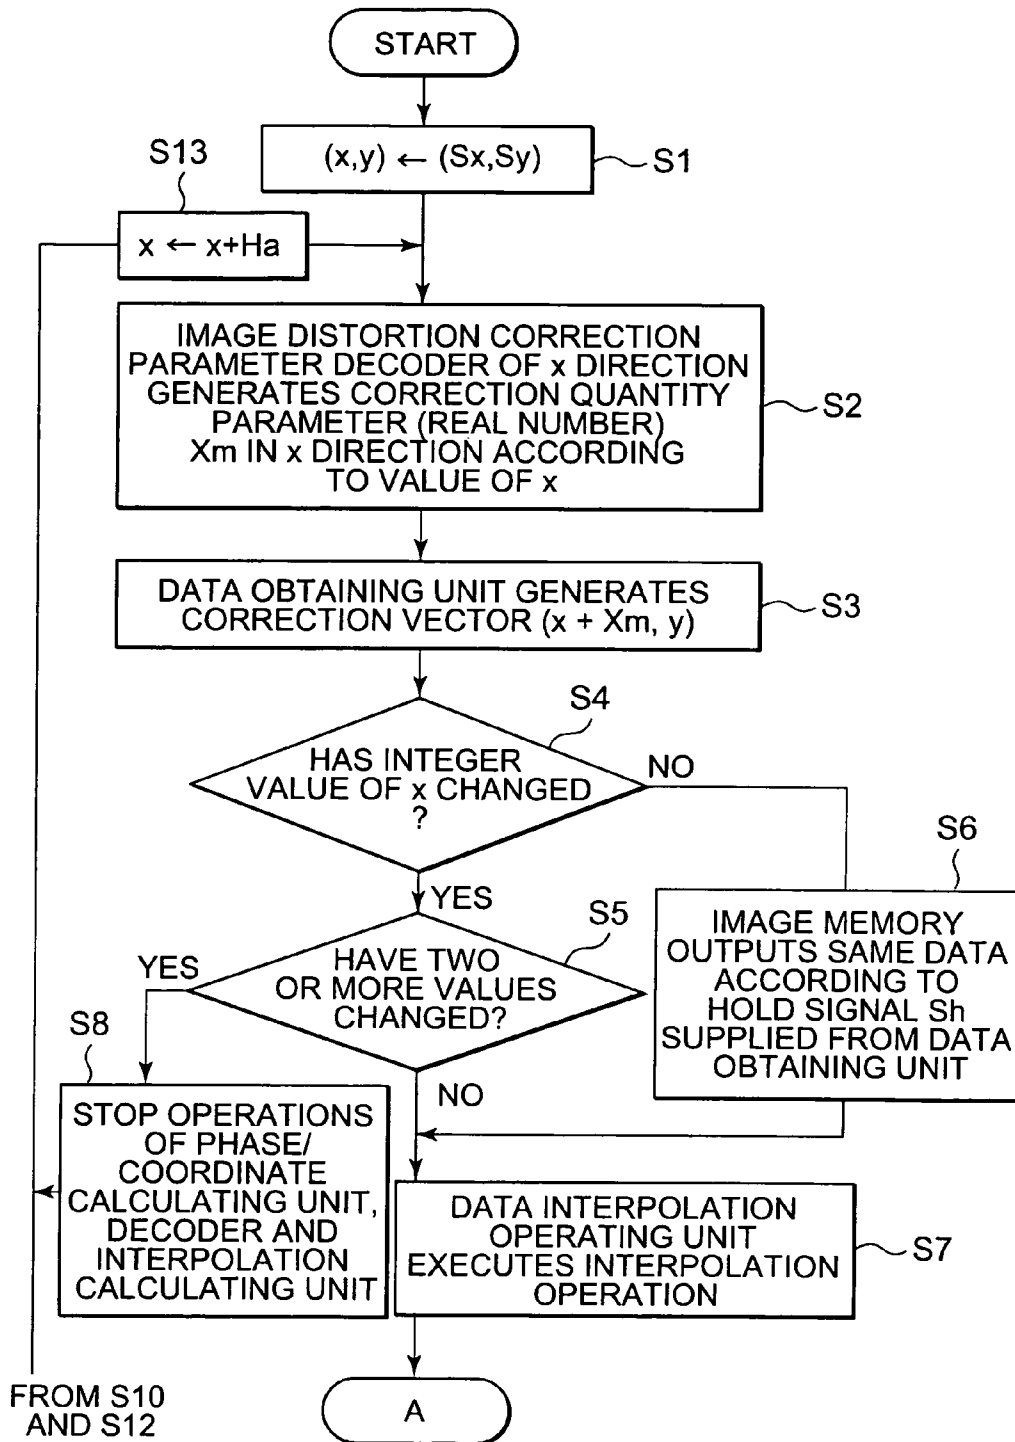 START
(x,y) ← (Sx,Sy)
S1
S13
x ← x+Ha
IMAGE DISTORTION CORRECTION
PARAMETER DECODER OF x DIRECTION
GENERATES CORRECTION QUANTITY
PARAMETER (REAL NUMBER)
Xm IN x DIRECTION ACCORDING
TO VALUE OF x
S2
DATA OBTAINING UNIT GENERATES
CORRECTION VECTOR (x + Xm, y)
S3
S4
HAS INTEGER
VALUE OF x CHANGED
?
NO
YES
S6
IMAGE MEMORY
OUTPUTS SAME DATA
ACCORDING TO
HOLD SIGNAL Sh
SUPPLIED FROM DATA
OBTAINING UNIT
S5
HAVE TWO
OR MORE VALUES
CHANGED?
YES
NO
S8
STOP OPERATIONS
OF PHASE/
COORDINATE
CALCULATING UNIT,
DECODER AND
INTERPOLATION
CALCULATING UNIT
DATA INTERPOLATION
OPERATING UNIT
EXECUTES INTERPOLATION
OPERATION
S7
FROM S10
AND S12
A